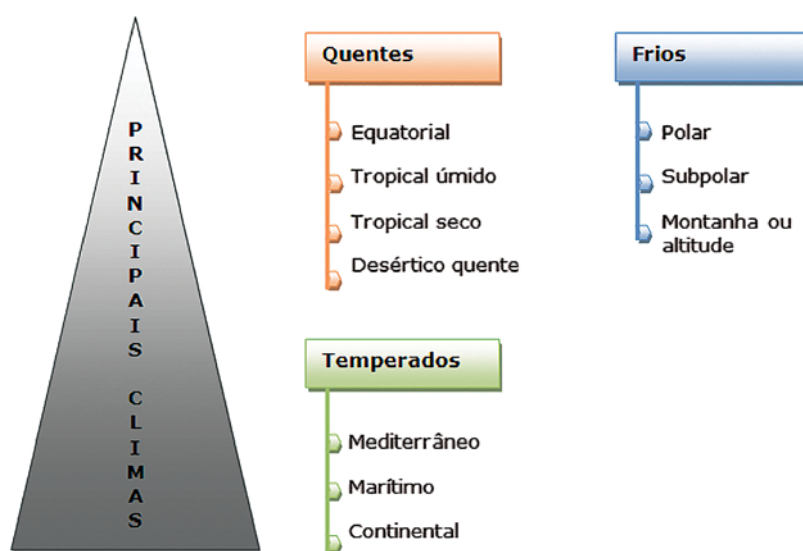 PRINCIPAIS CLIMAS
Quentes
Equatorial
Tropical úmido
Tropical seco
Desértico quente
Frios
Polar
Subpolar
Montanha ou
altitude
Temperados
Mediterrâneo
Marítimo
Continental